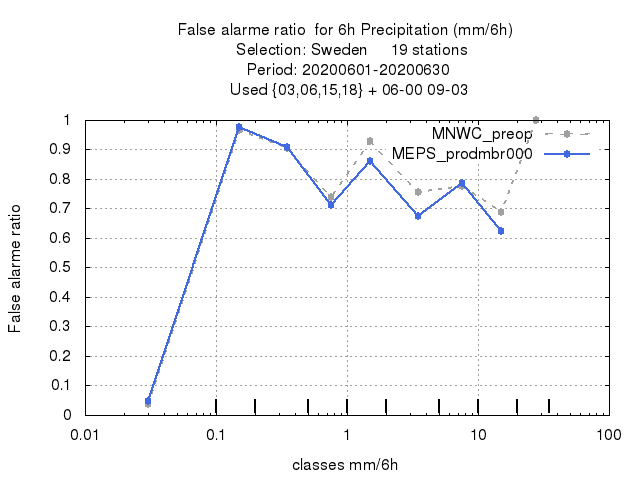 False alarme ratio  for 6h Precipitation (mm/6h)
Selection: Sweden     19 stations
Period: 20200601-20200630
Used {03,06,15,18} + 06-00 09-03
MNWC_preop
MEPS_prodmbr000
False alarme ratio
1
0.9
0.8
0.7
0.6
0.5
0.4
0.3
0.2
0.1
0
0.01 0.1 1 10 100
classes mm/6h